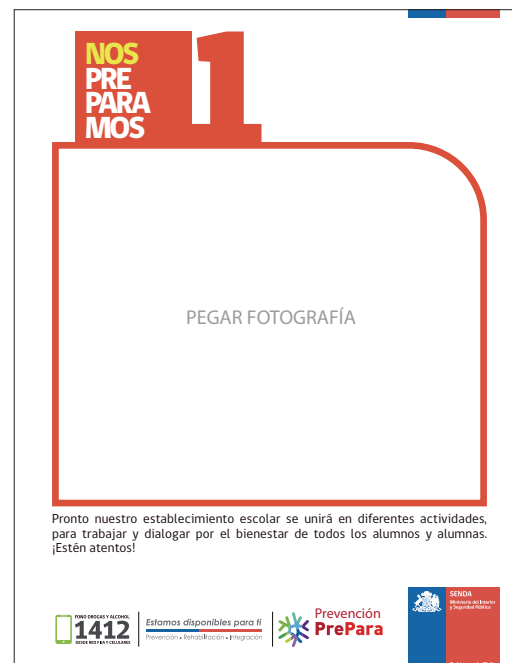 NOS
PRE
PARA
MOS
1
PEGAR FOTOGRAFÍA
Pronto nuestro establecimiento escolar se unirá en diferentes actividades,
para trabajar y dialogar por el bienestar de todos los alumnos y alumnas.
¡Estén atentos!
FONO DROGAS Y ALCOHOL
1412
DESDE RED FIJA Y CELULARES
Estamos disponibles para ti
Prevención • Rehabilitación • Integración
Prevención
PrePara
SENDA
Ministerio del Interior
y Seguridad Pública